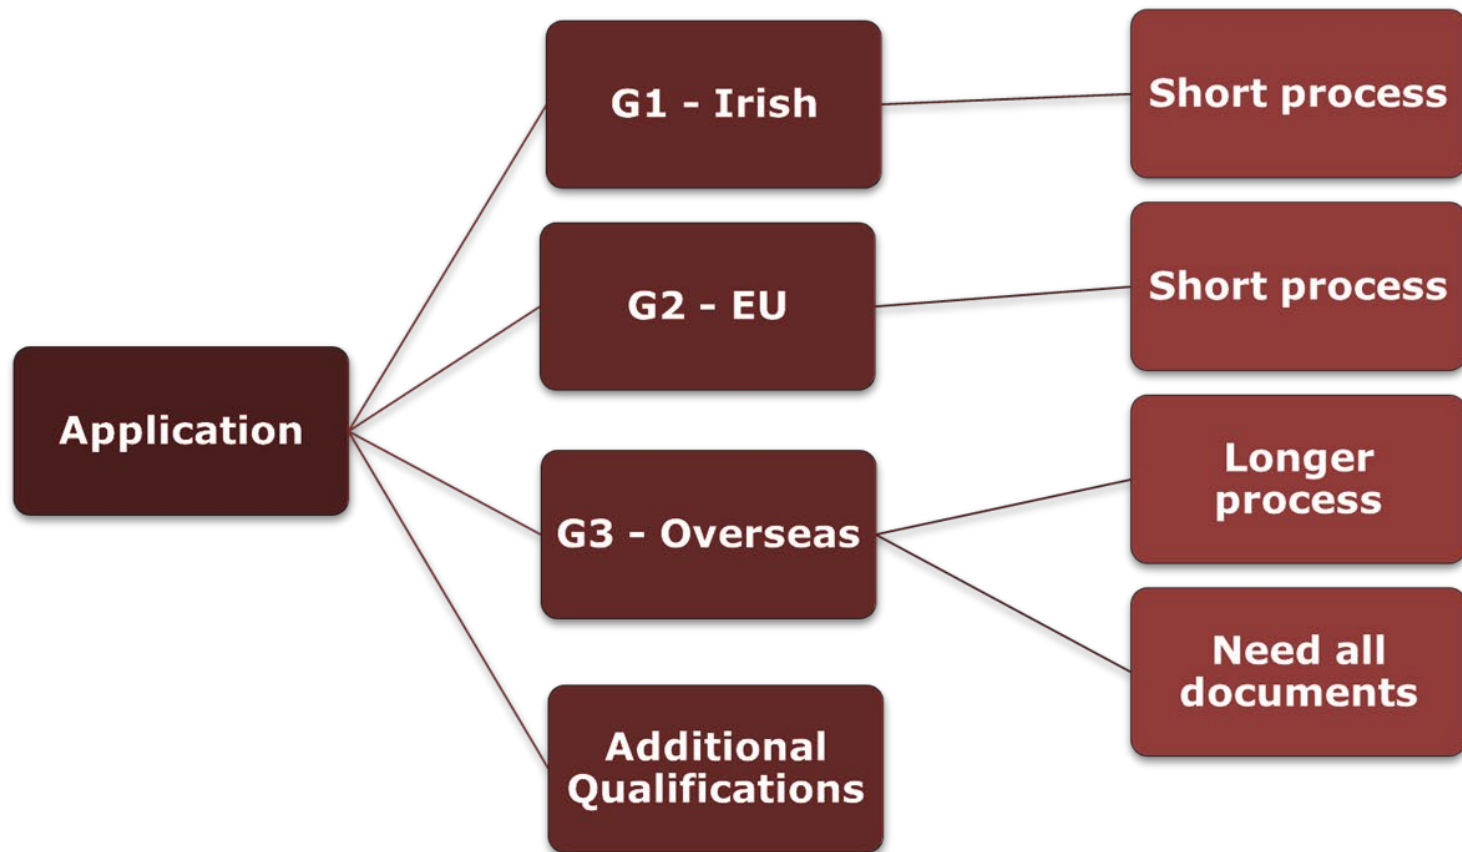 Application
G1 - Irish
G2 - EU
G3 - Overseas
Additional
Qualifications
Short process
Short process
Longer
process
Need all
documents